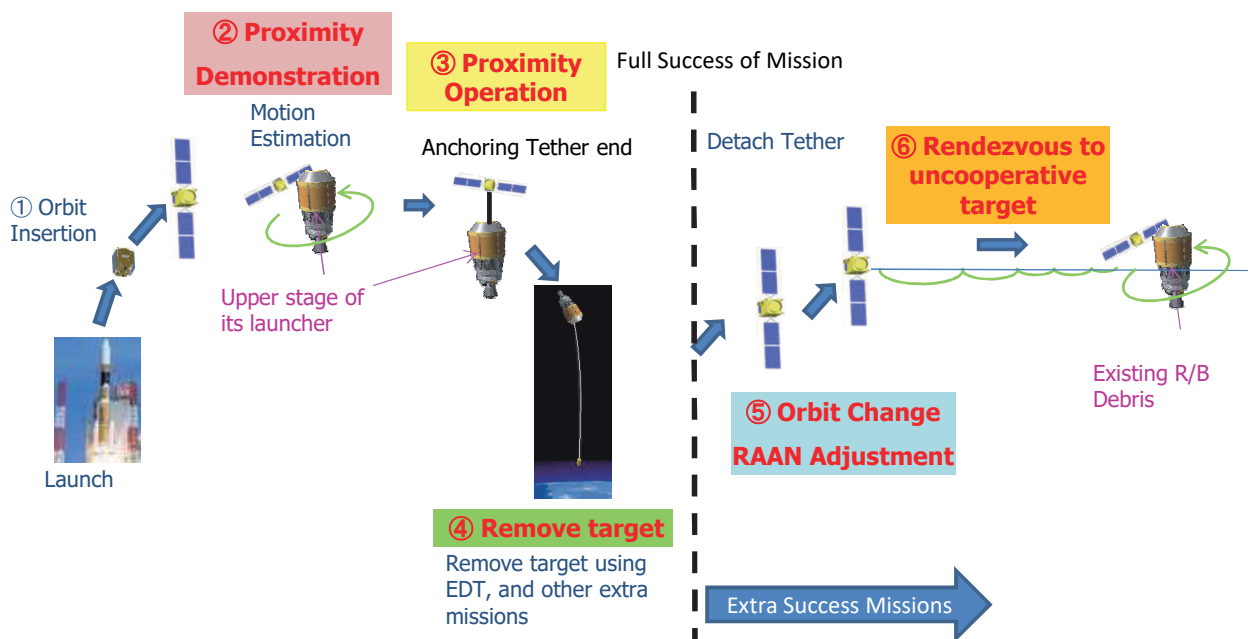 ② Proximity
Demonstration
③ Proximity
Operation
Full Success of Mission
Motion
Estimation
Anchoring Tether end
Detach Tether
⑥ Rendezvous to
uncooperative
target
① Orbit
Insertion
Upper stage of
its launcher
Existing R/B
Debris
⑤ Orbit Change
RAAN Adjustment
Launch
④ Remove target
Remove target using
EDT, and other extra
missions
Extra Success Missions